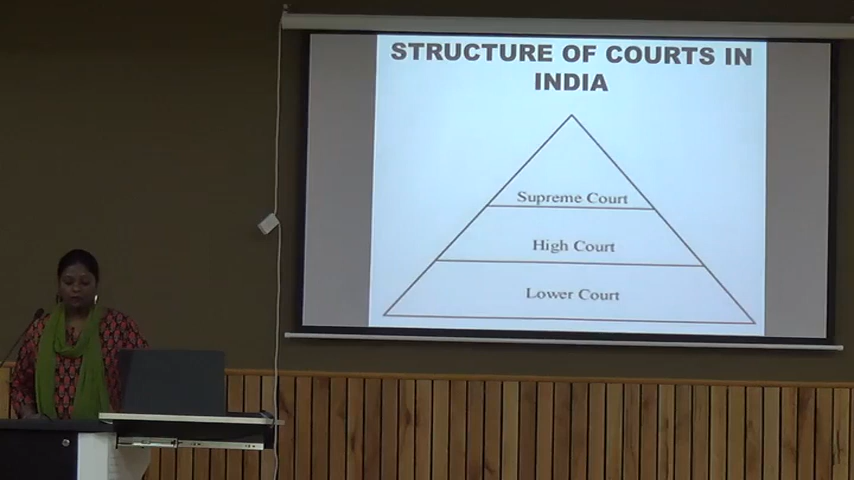 STRUCTURE OF COURTS IN
INDIA
Supreme Court
High Court
Lower Court